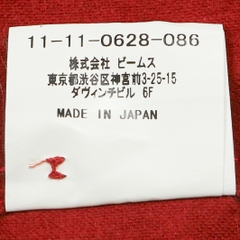 11-11-0628-086
株式会社 ビームス
東京都渋谷区神宮前3-25-15
ダヴィンチビル 6F
MADE IN JAPAN